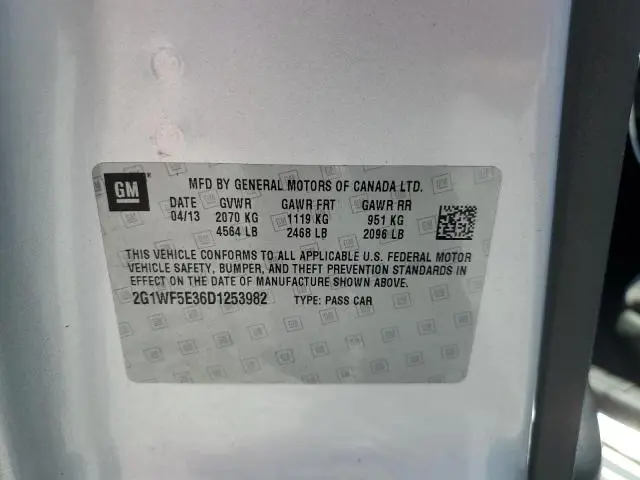 GM
MFD BY GENERAL MOTORS OF CANADA LTD.
DATE GVWR GAWR FRT GAWR RR
04/13 2070 KG 1119 KG 951 KG
4564 LB 2468 LB 2096 LB
THIS VEHICLE CONFORMS TO ALL APPLICABLE U.S. FEDERAL MOTOR
VEHICLE SAFETY, BUMPER, AND THEFT PREVENTION STANDARDS IN
EFFECT ON THE DATE OF MANUFACTURE SHOWN ABOVE.
2G1WF5E36D1253982 TYPE: PASS CAR